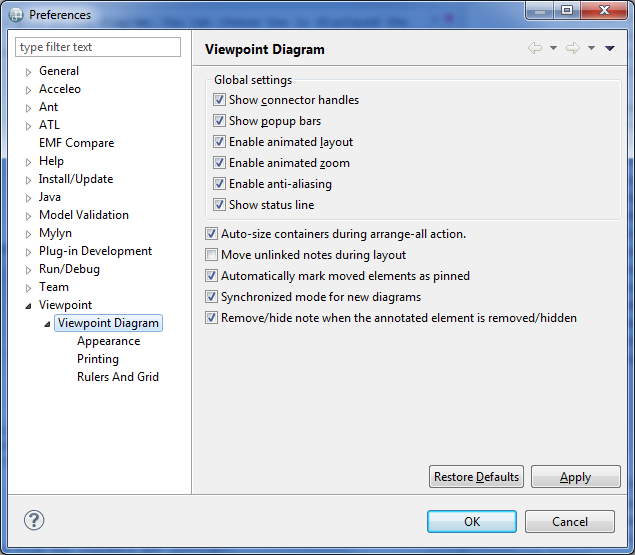 Preferences
type filter text
Viewpoint Diagram
General
Acceleo
Ant
ATL
EMF Compare
Help
Install/Update
Java
Model Validation
Mylyn
Plug-in Development
Run/Debug
Team
Viewpoint
Viewpoint Diagram
Appearance
Printing
Rulers And Grid
Global settings
Show connector handles
Show popup bars
Enable animated layout
Enable animated zoom
Enable anti-aliasing
Show status line
Auto-size containers during arrange-all action.
Move unlinked notes during layout
Automatically mark moved elements as pinned
Synchronized mode for new diagrams
Remove/hide note when the annotated element is removed/hidden
Restore Defaults
Apply
?
OK
Cancel